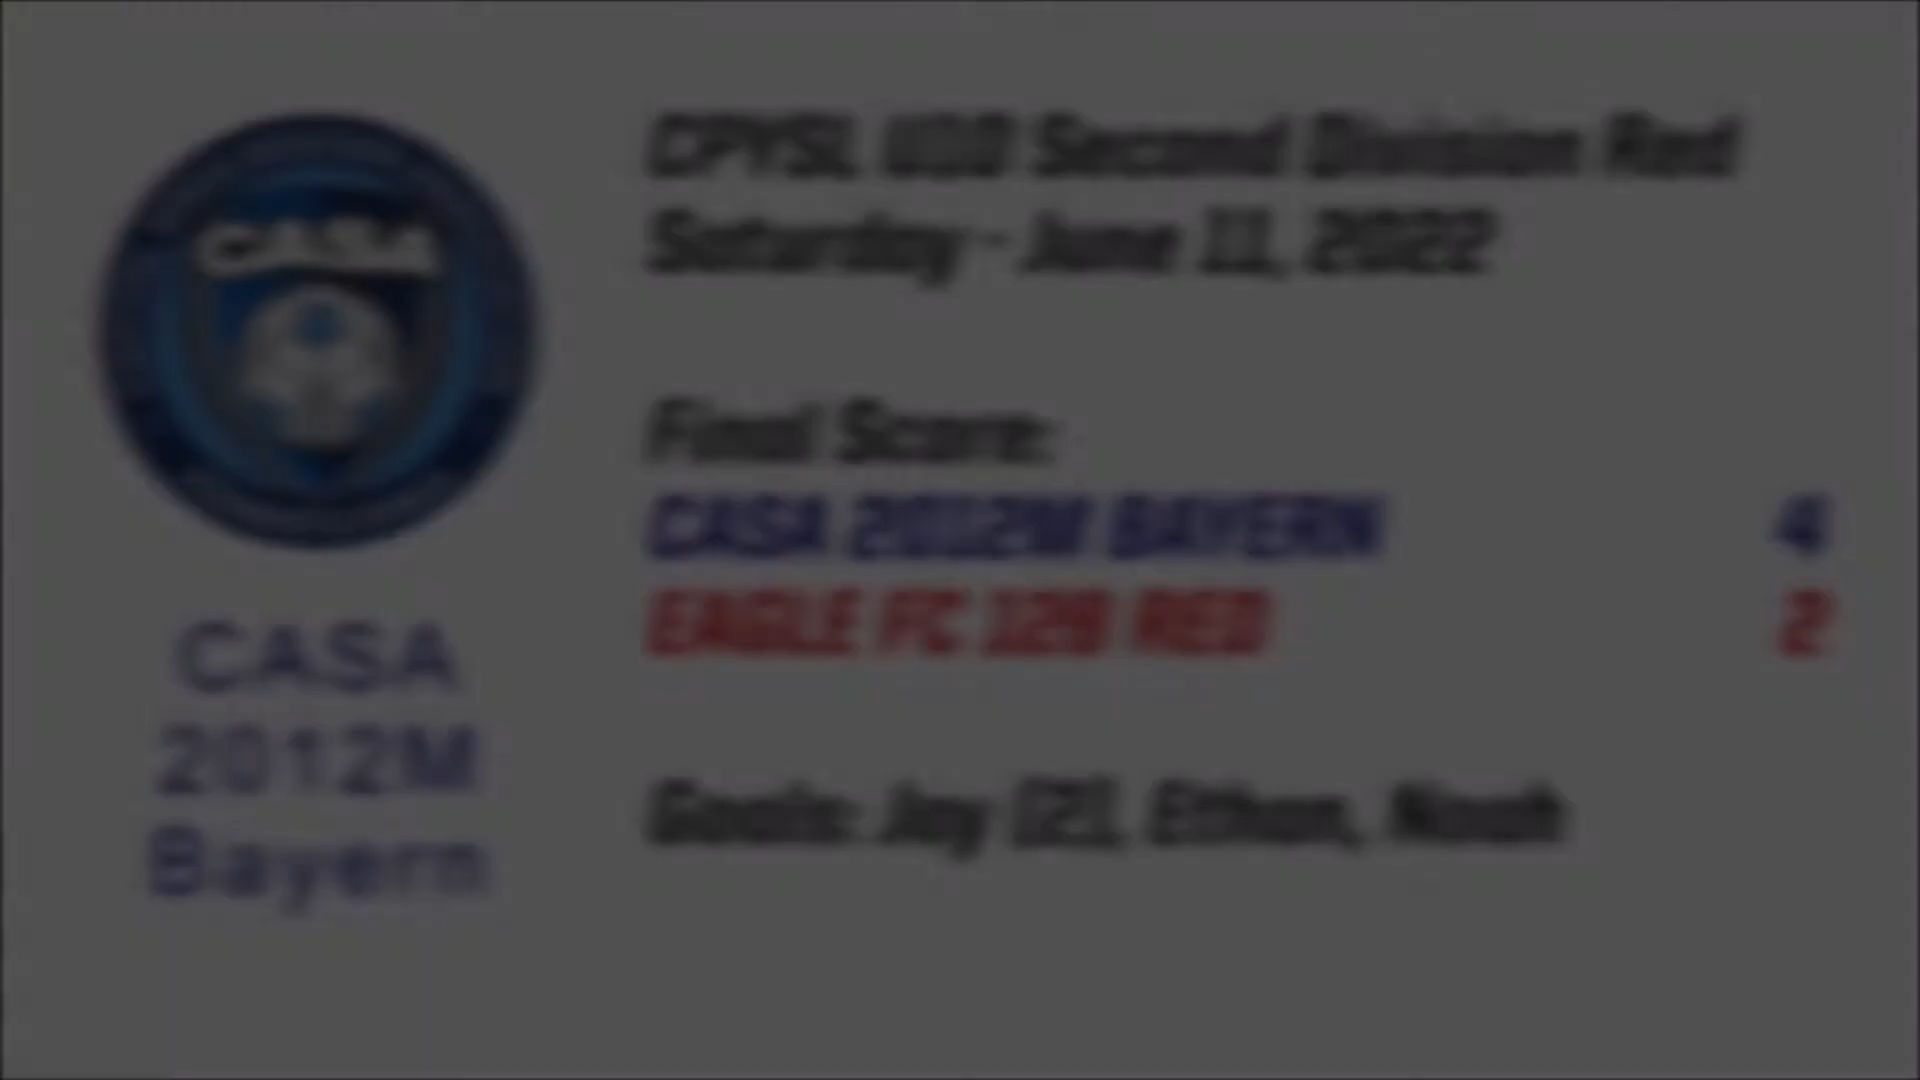 CASA
CPYSL U10 Second Division Red
Saturday - June 11, 2022
Final Score:
CASA 2012M BAYERN 4
EAGLE FC 12B RED 2
Goals: Jay (2), Ethan, Noah
CASA
2012M
Bayern